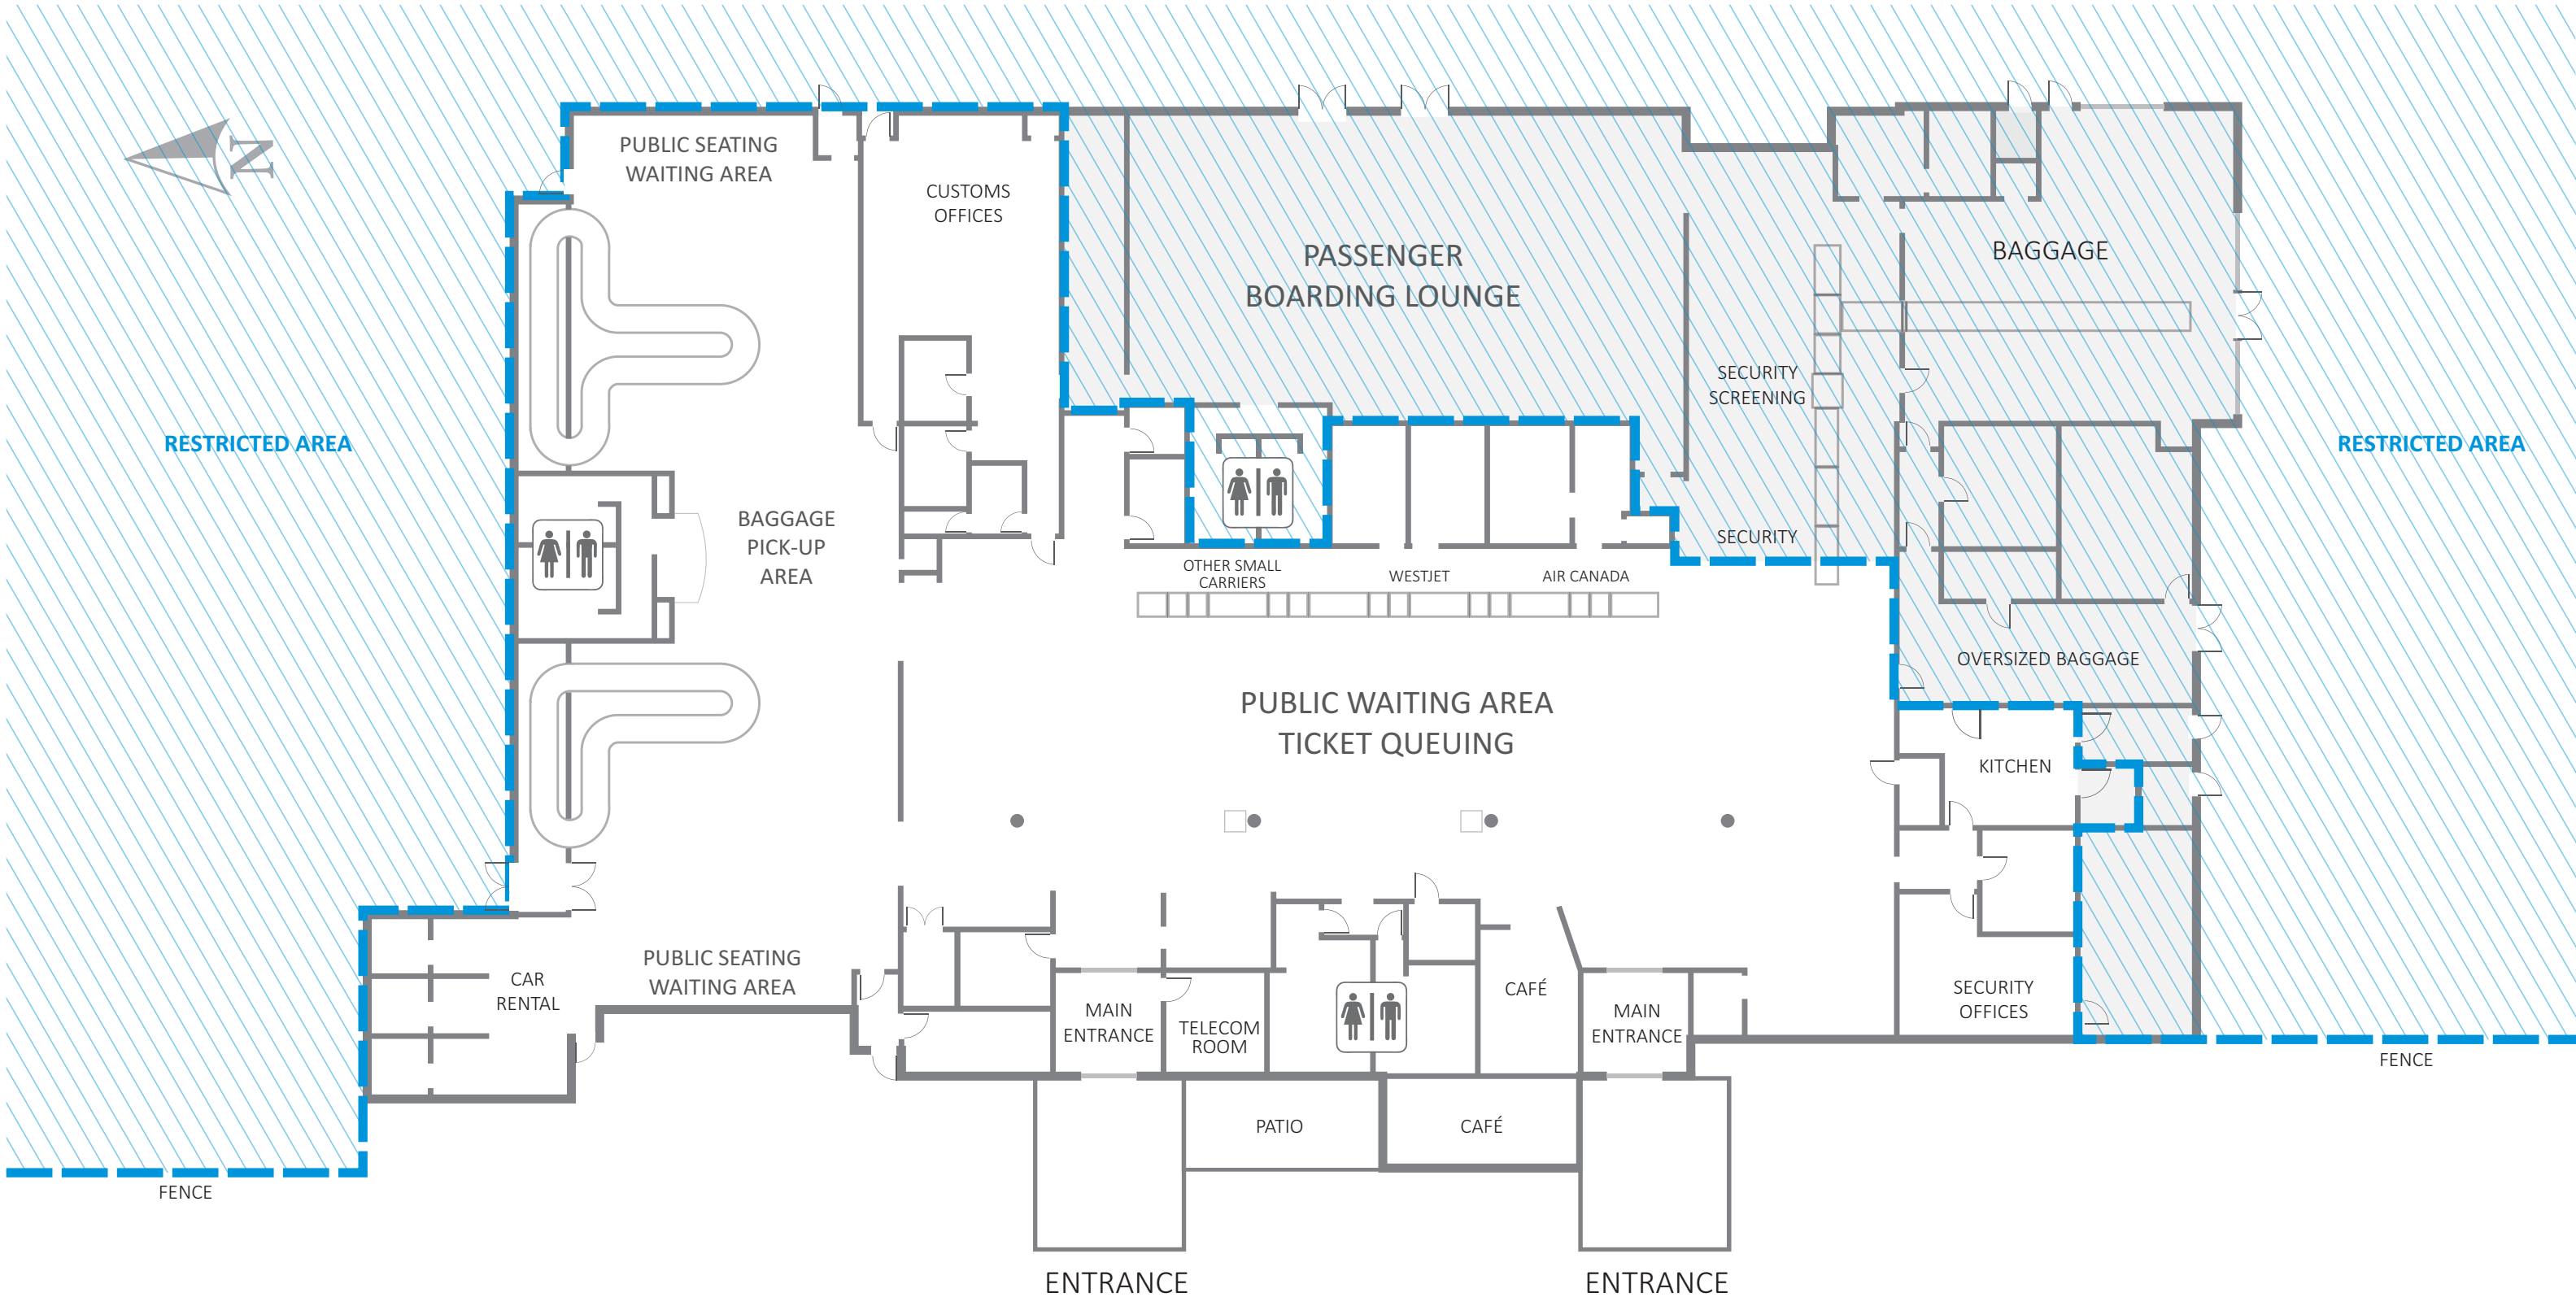 PUBLIC SEATING
WAITING AREA
N
CUSTOMS
OFFICES
PASSENGER
BOARDING LOUNGE
BAGGAGE
SECURITY
SCREENING
RESTRICTED AREA
RESTRICTED AREA
BAGGAGE
PICK-UP
AREA
SECURITY
OTHER SMALL
CARRIERS
WESTJET
AIR CANADA
OVERSIZED BAGGAGE
PUBLIC WAITING AREA
TICKET QUEUING
KITCHEN
PUBLIC SEATING
WAITING AREA
CAR
RENTAL
MAIN
ENTRANCE
TELECOM
ROOM
CAFÉ
MAIN
ENTRANCE
SECURITY
OFFICES
FENCE
PATIO
CAFÉ
FENCE
ENTRANCE
ENTRANCE